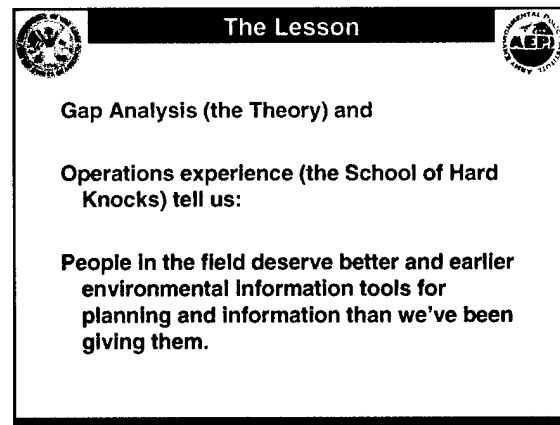 The Lesson
AEPI
Gap Analysis (the Theory) and
Operations experience (the School of Hard
Knocks) tell us:
People in the field deserve better and earlier
environmental information tools for
planning and information than we've been
giving them.